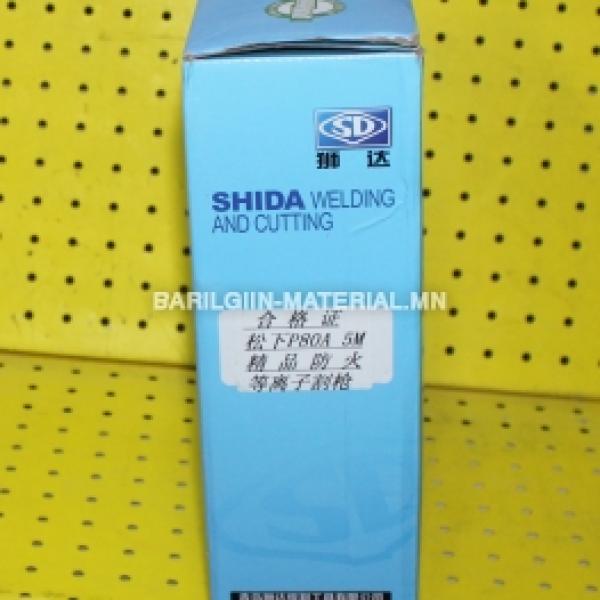 SD
狮达
SHIDA WELDING
AND CUTTING
BARILGIIN-MATERIAL.MN
合格证
松下P80A 5M
精品防火
等离子割枪